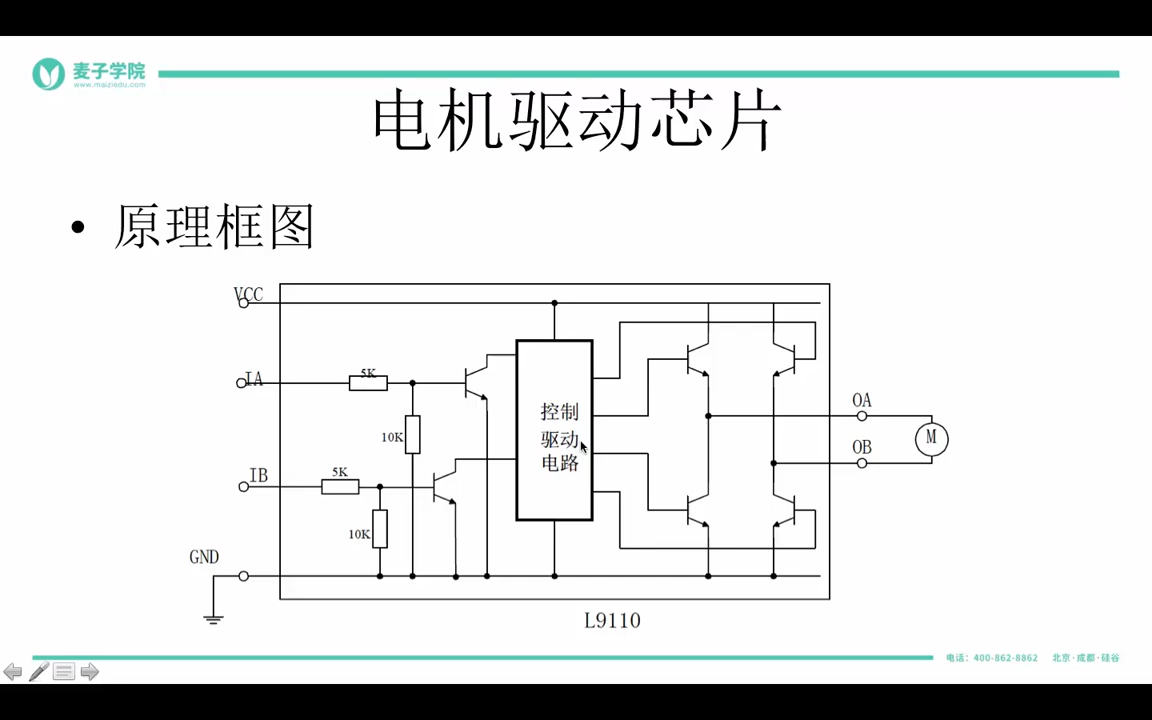 麦子学院
www.maiziedu.com
电机驱动芯片
• 原理框图
VCC
IA
5K
10K
IB
5K
10K
GND
控制
驱动
电路
OA
OB
M
L9110
电话：400-862-8862 北京·成都·硅谷